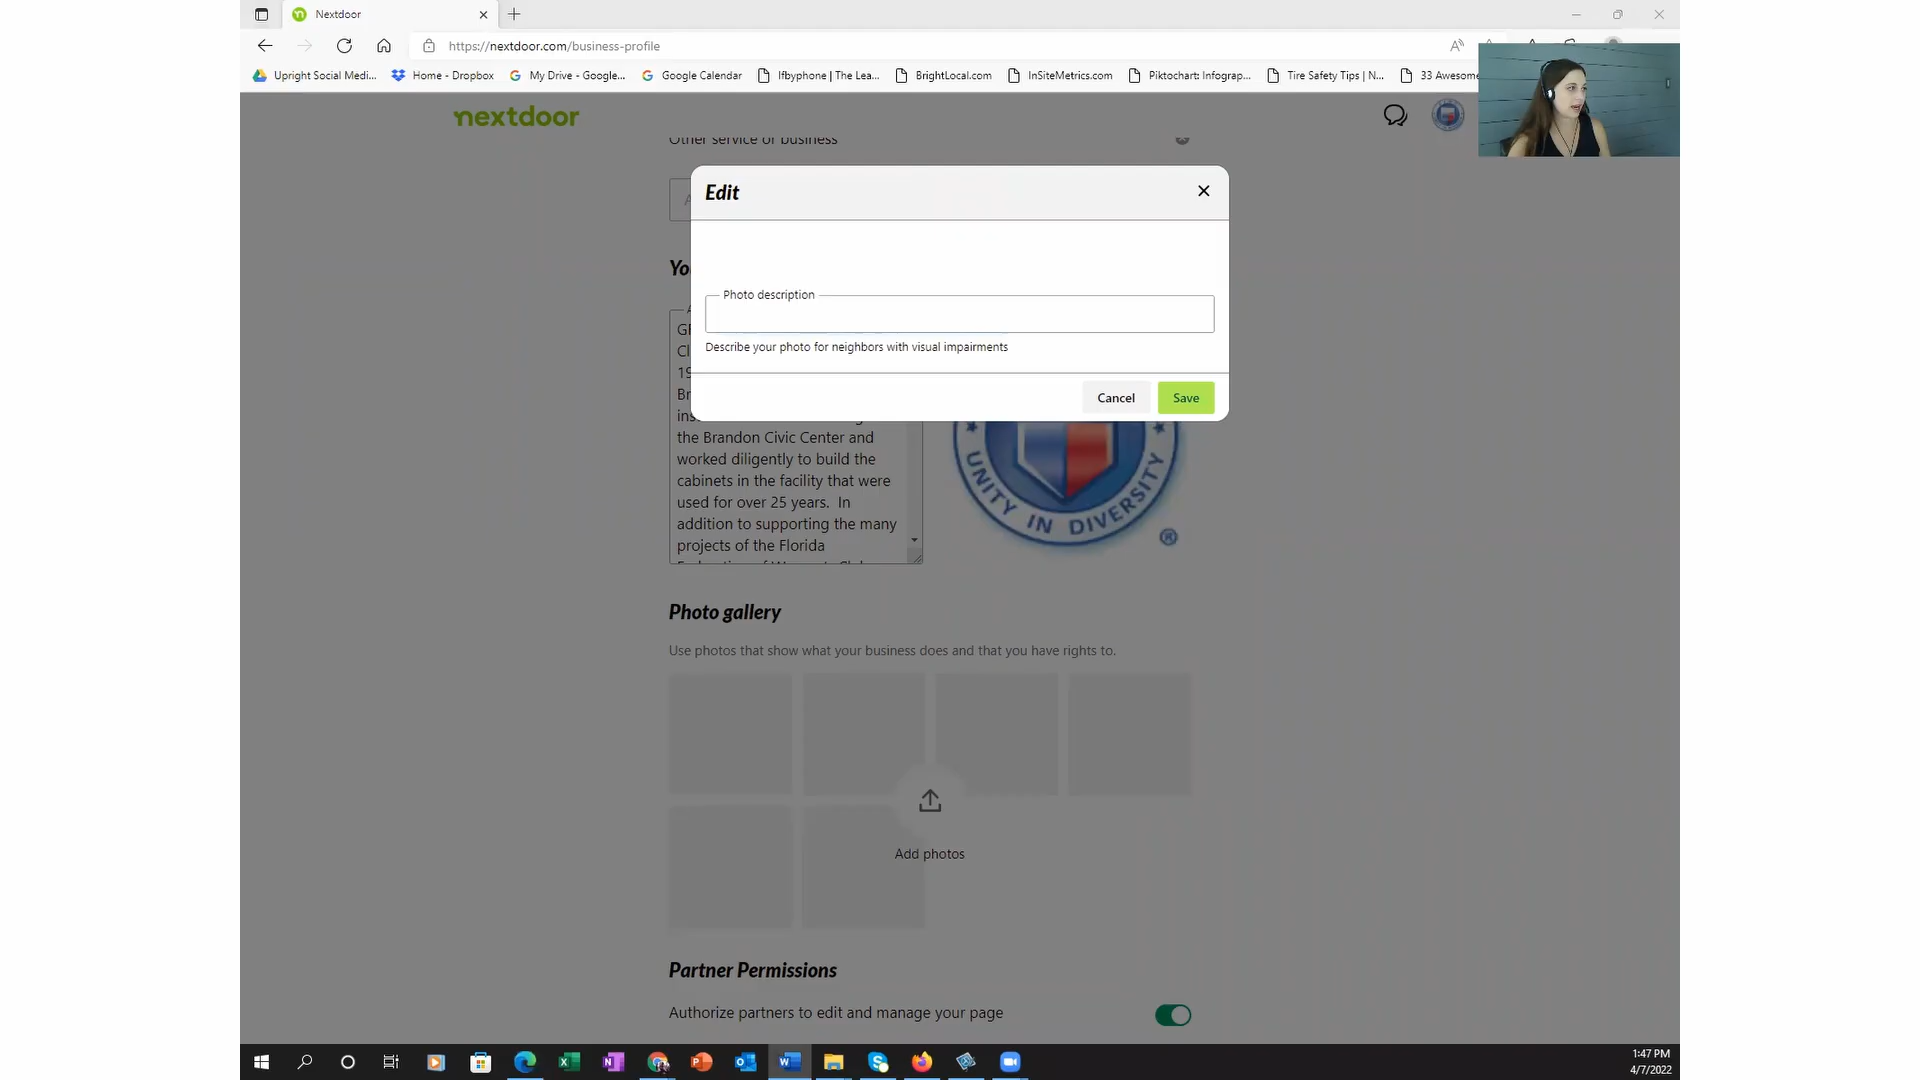 Nextdoor
https://nextdoor.com/business-profile
Upright Social Medi... Home - Dropbox My Drive - Google... Google Calendar Ifbyphone | The Lea... BrightLocal.com InSiteMetrics.com Piktochart: Infograp... Tire Safety Tips | N... 33 Awesome
nextdoor
Other service or business
Edit
Yo
Photo description
Describe your photo for neighbors with visual impairments
Cancel Save
the Brandon Civic Center and
worked diligently to build the
cabinets in the facility that were
used for over 25 years. In
addition to supporting the many
projects of the Florida
UNITY IN DIVERSITY
®
Photo gallery
Use photos that show what your business does and that you have rights to.
Add photos
Partner Permissions
Authorize partners to edit and manage your page
1:47 PM
4/7/2022